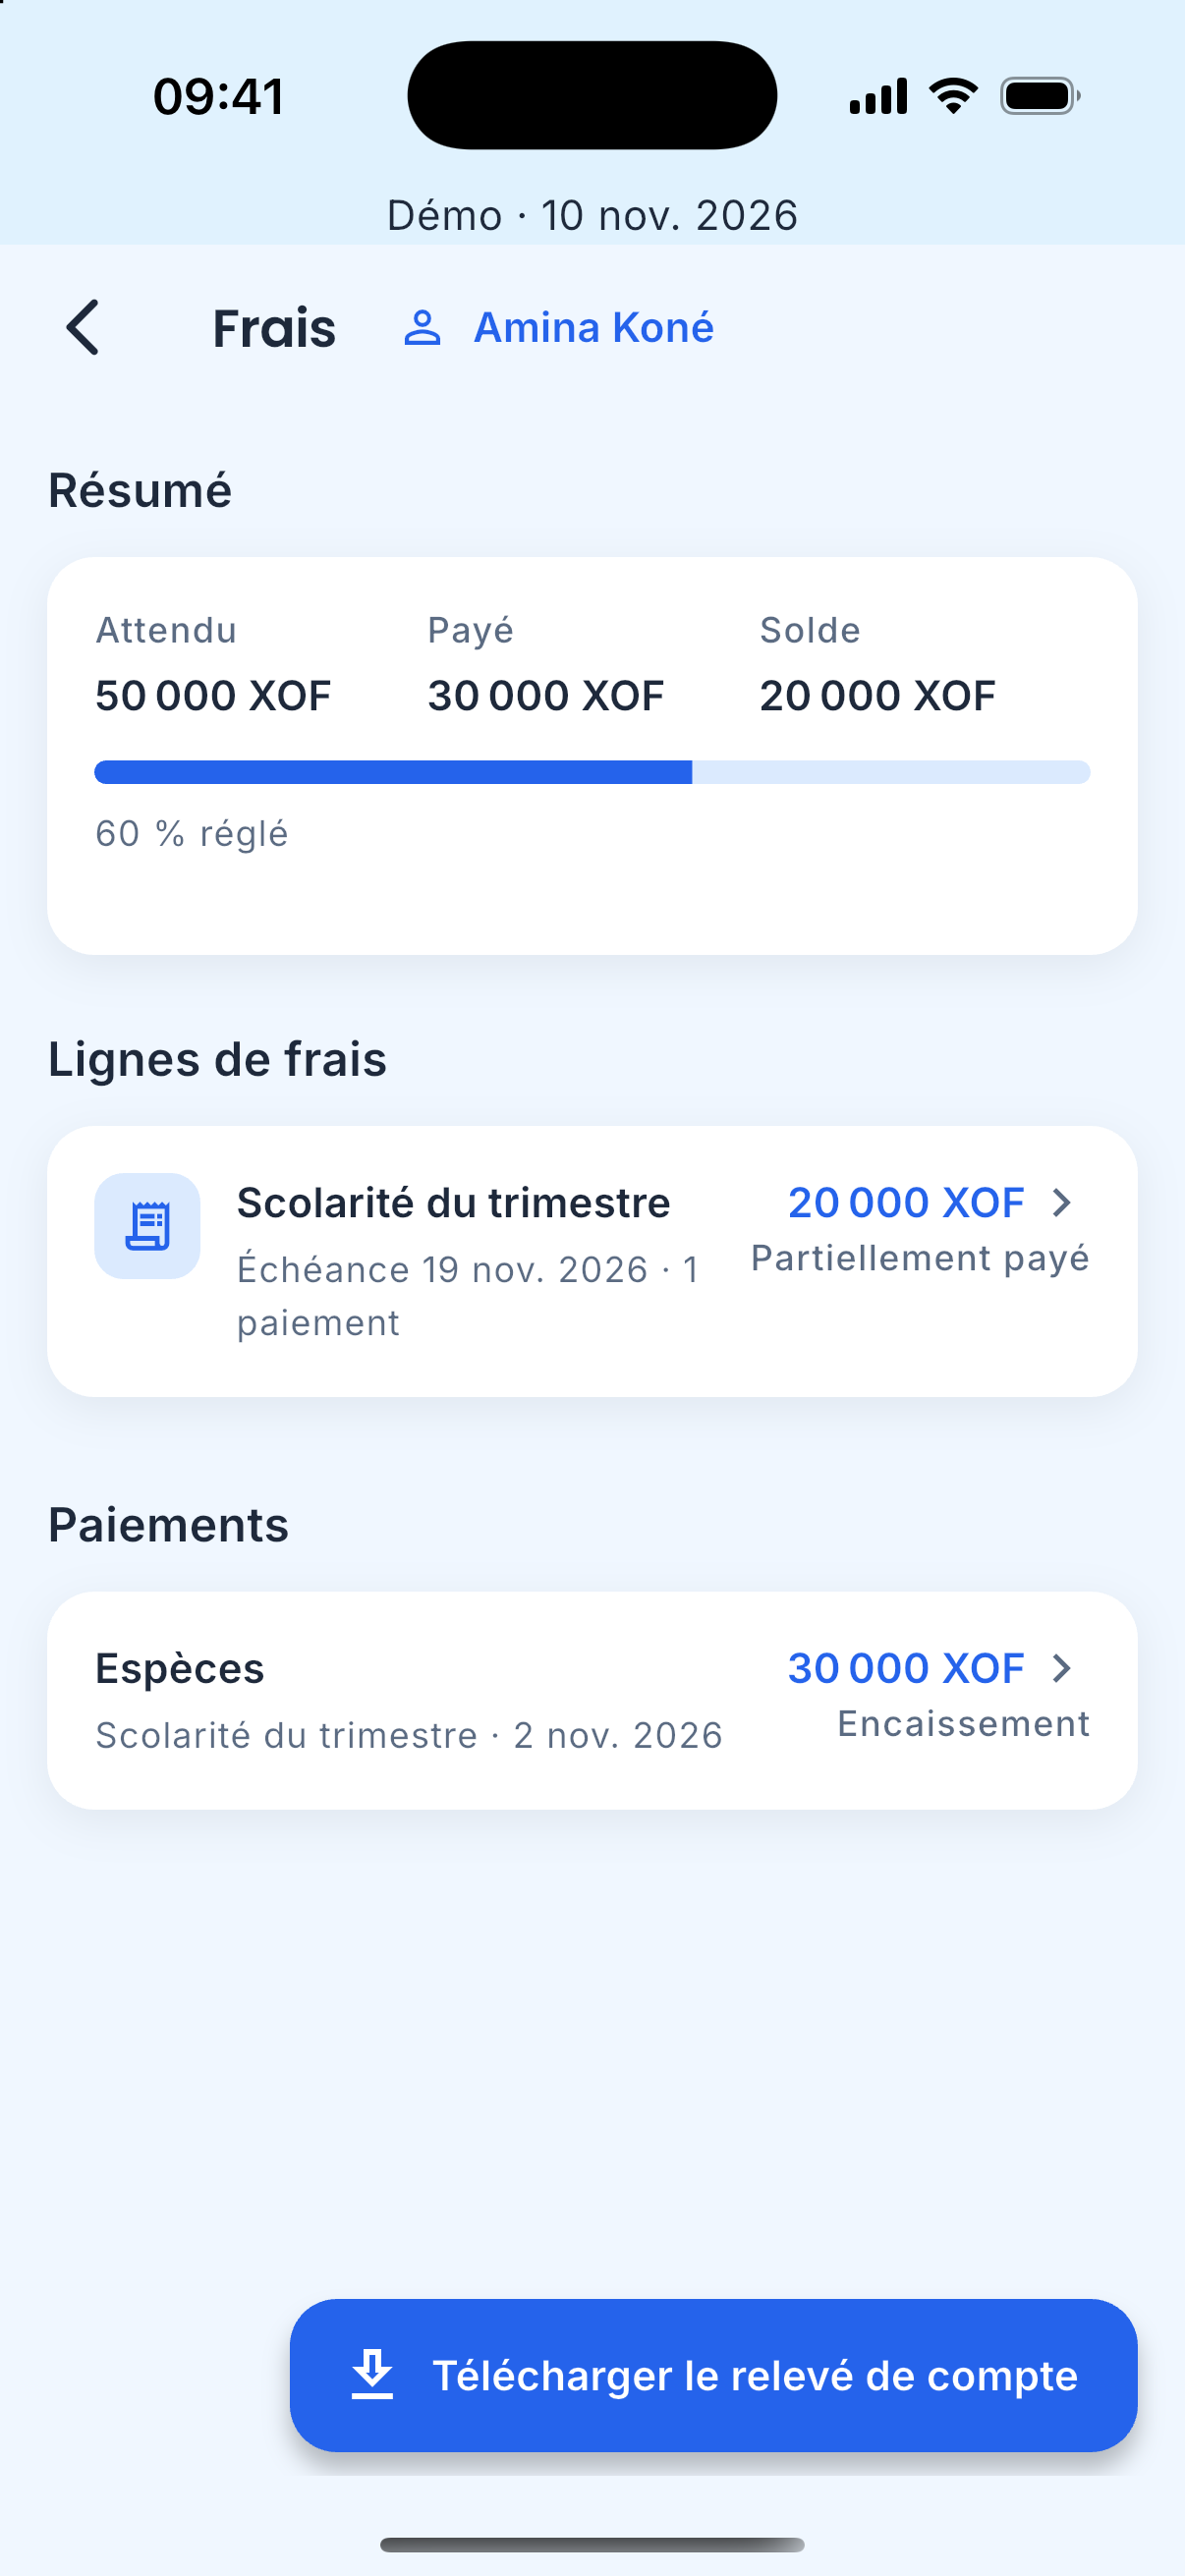 09:41
Démo · 10 nov. 2026
Frais
Amina Koné
Résumé
Attendu
Payé
Solde
50 000 XOF
30 000 XOF
20 000 XOF
60 % réglé
Lignes de frais
Scolarité du trimestre
20 000 XOF
Échéance 19 nov. 2026 · 1
paiement
Partiellement payé
Paiements
Espèces
30 000 XOF
Scolarité du trimestre · 2 nov. 2026
Encaissement
Télécharger le relevé de compte